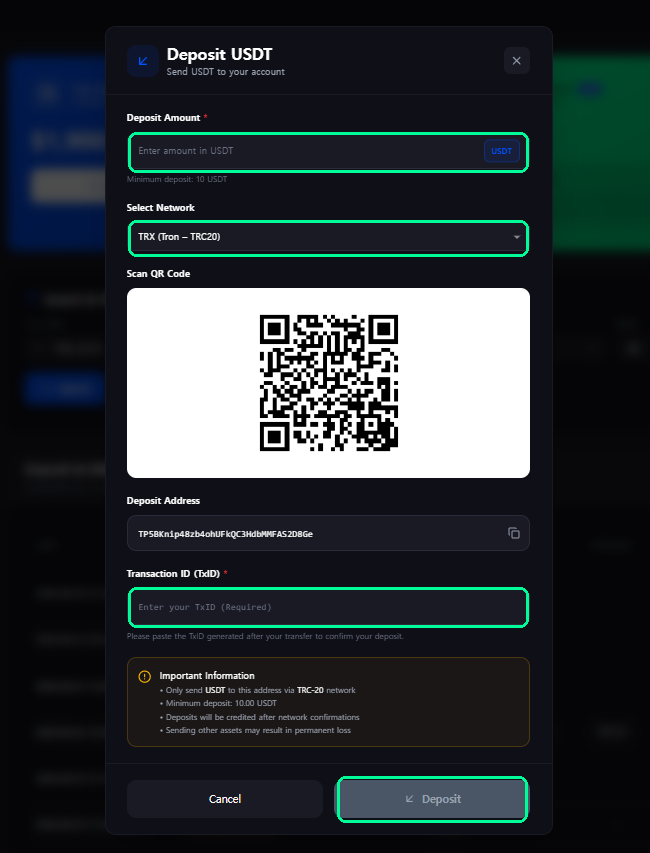 Deposit USDT
Send USDT to your account
Deposit Amount *
Enter amount in USDT
USDT
Minimum deposit: 10 USDT
Select Network
TRX (Tron – TRC20)
Scan QR Code
Deposit Address
TP5BKnip48zb4ohUFkQC3HdbMMFAS2D8Ge
Transaction ID (TxID) *
Enter your TxID (Required)
Please paste the TxID generated after your transfer to confirm your deposit.
Important Information
• Only send USDT to this address via TRC-20 network
• Minimum deposit: 10.00 USDT
• Deposits will be credited after network confirmations
• Sending other assets may result in permanent loss
Cancel
Deposit